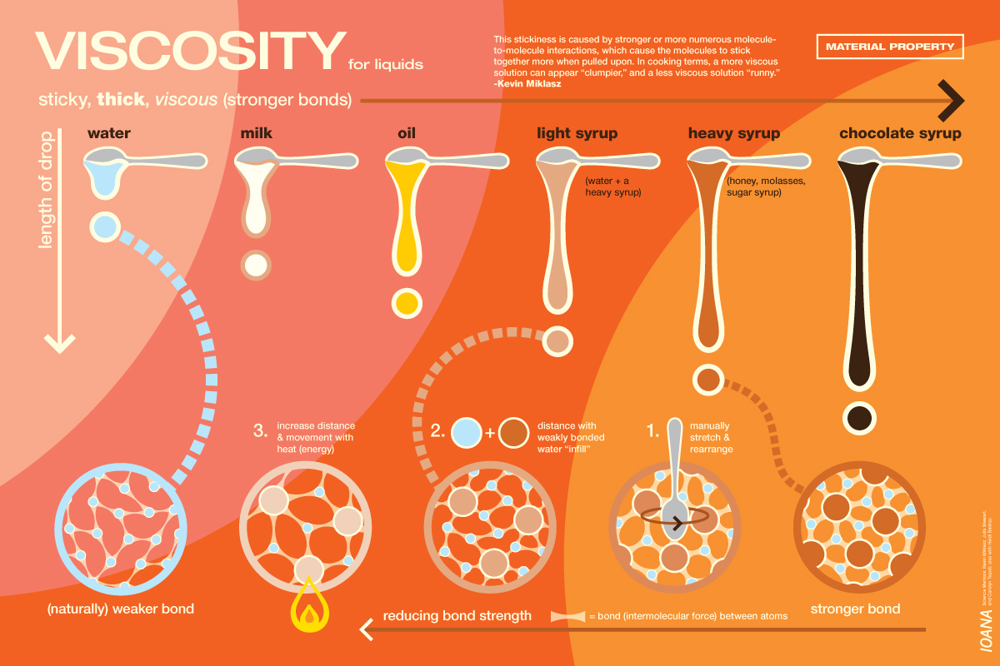 VISCOSITY for liquids
This stickiness is caused by stronger or more numerous molecule-
to-molecule interactions, which cause the molecules to stick
together more when pulled upon. In cooking terms, a more viscous
solution can appear “clumpier,” and a less viscous solution “runny.”
-Kevin Miklasz
MATERIAL PROPERTY
sticky, thick, viscous (stronger bonds)
length of drop
water
milk
oil
light syrup
heavy syrup
chocolate syrup
(water + a
heavy syrup)
(honey, molasses,
sugar syrup)
3.
increase distance
& movement with
heat (energy)
2.
+
distance with
weakly bonded
water “infill”
1.
manually
stretch &
rearrange
(naturally) weaker bond
reducing bond strength
= bond (intermolecular force) between atoms
stronger bond
IOANA